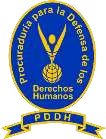 Procuraduría para la Defensa de los
Derechos
Humanos
PDDH